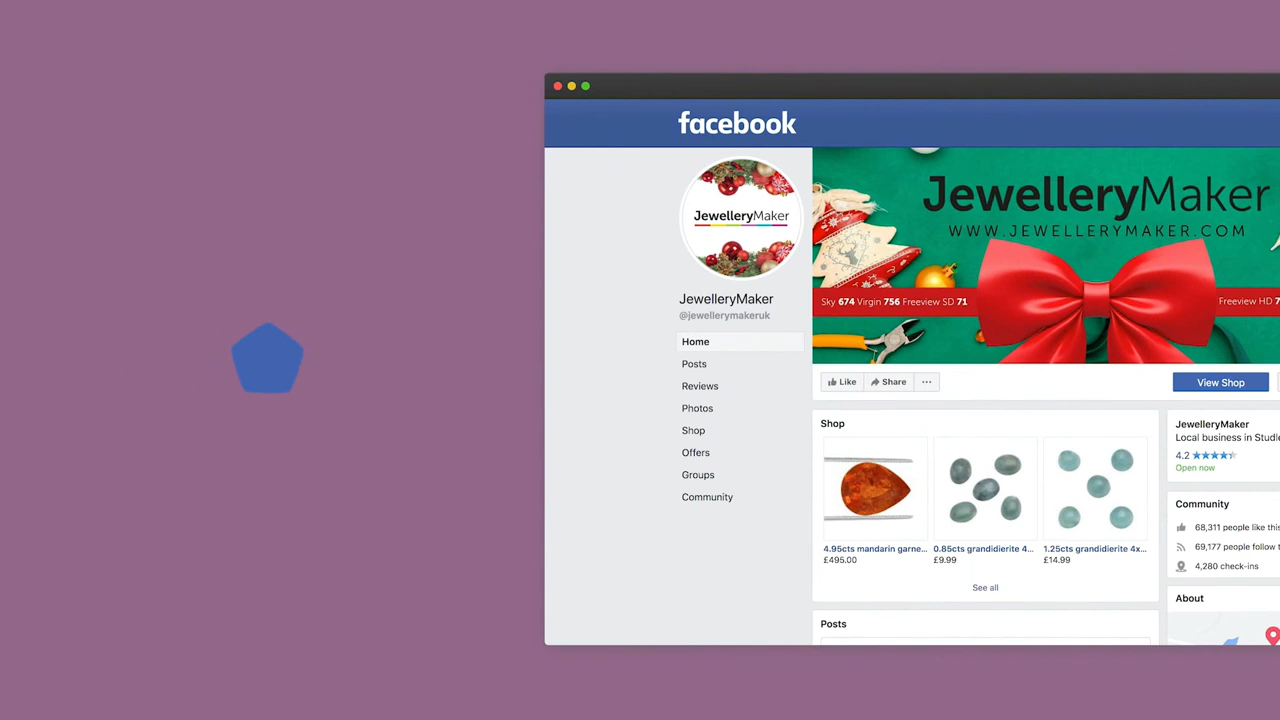 facebook
JewelleryMaker
JewelleryMaker
@jewellerymakeruk
Home
Posts
Reviews
Photos
Shop
Offers
Groups
Community
JewelleryMaker
WWW.JEWELLERYMAKER.COM
Sky 674 Virgin 756 Freeview SD 71
Freeview HD 7
Like
Share
...
View Shop
Shop
4.95cts mandarin garne...
£495.00
0.85cts grandidierite 4...
£9.99
1.25cts grandidierite 4x...
£14.99
See all
Posts
JewelleryMaker
Local business in Studle
4.2
Open now
Community
68,311 people like this
69,177 people follow t
4,280 check-ins
About